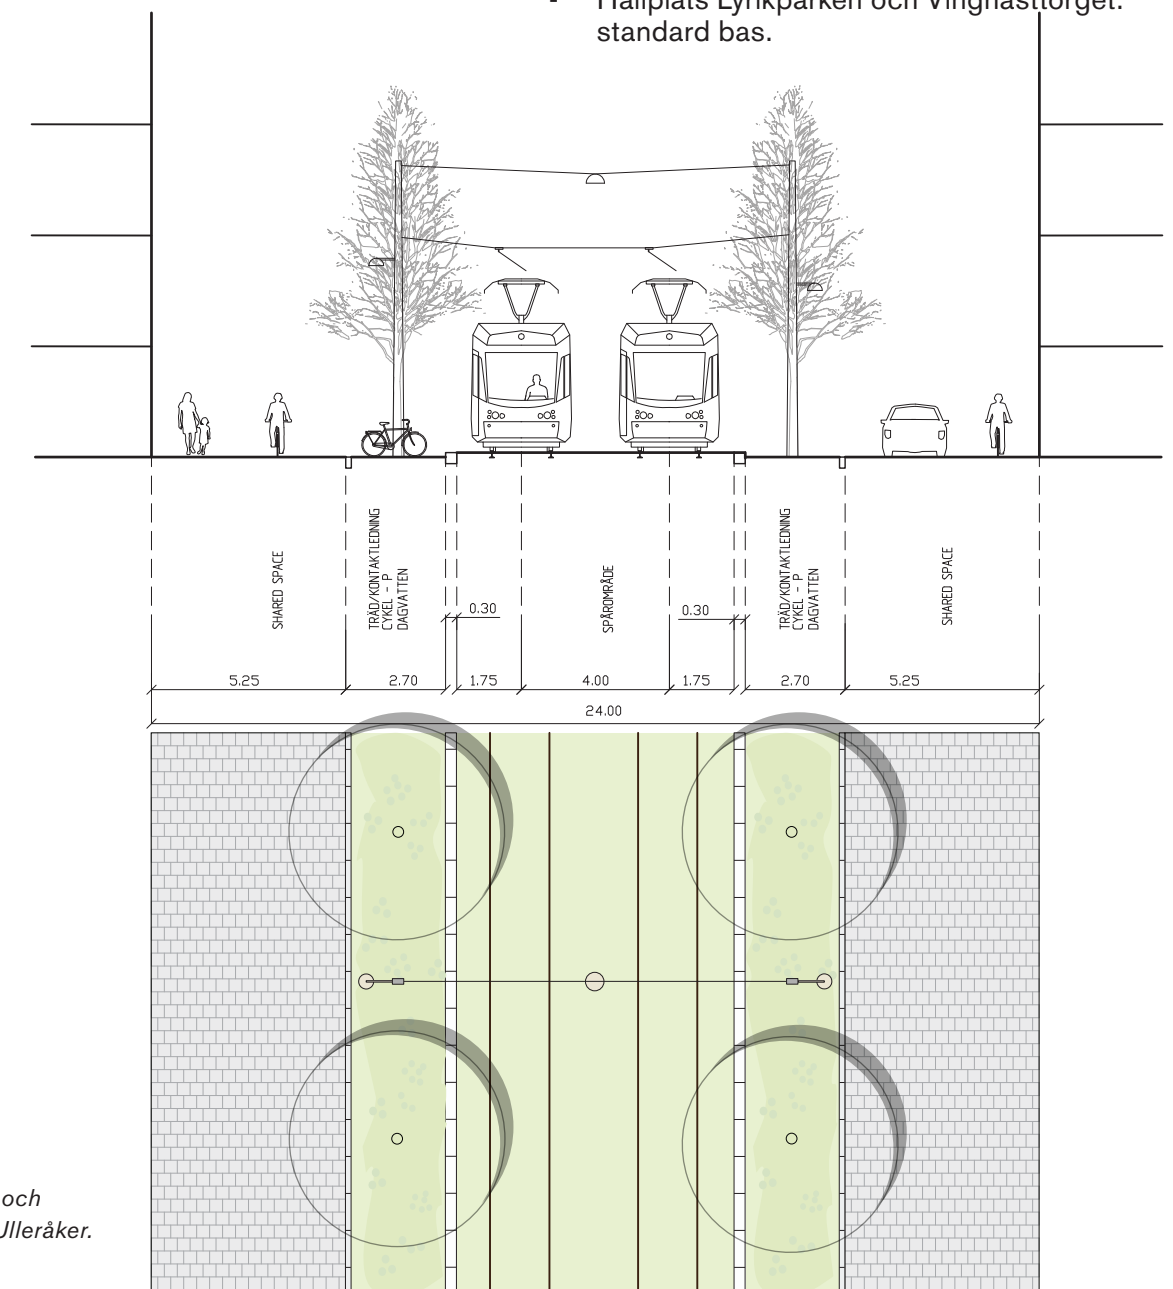 - Hållplats Lyrikparken och Vinghästtorget:
standard bas.
SHARED SPACE
TRÄD/KONTAKTLEDNING
CYKEL - P
DAGVATTEN
0.30
SPÅROMRÅDE
0.30
TRÄD/KONTAKTLEDNING
CYKEL - P
DAGVATTEN
SHARED SPACE
5.25 2.70 1.75 4.00 1.75 2.70 5.25
24.00
och
Ulleråker.